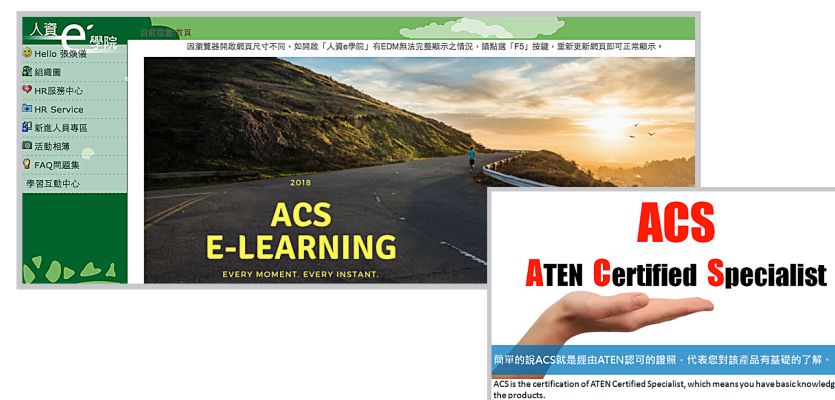 人資e學院
目前位置:首頁
因瀏覽器開啟網頁尺寸不同，如開啟「人資e學院」有EDM無法完整顯示之情況，請點選「F5」按鍵，重新更新網頁即可正常顯示。
Hello 張煥儀
組織圖
HR服務中心
HR Service
新進人員專區
活動相簿
FAQ問題集
學習互動中心
2018
ACS
E-LEARNING
EVERY MOMENT. EVERY INSTANT.
ACS
ATEN Certified Specialist
簡單的說ACS就是經由ATEN認可的證照，代表您對該產品有基礎的了解。
ACS is the certification of ATEN Certified Specialist, which means you have basic knowledg
the products.